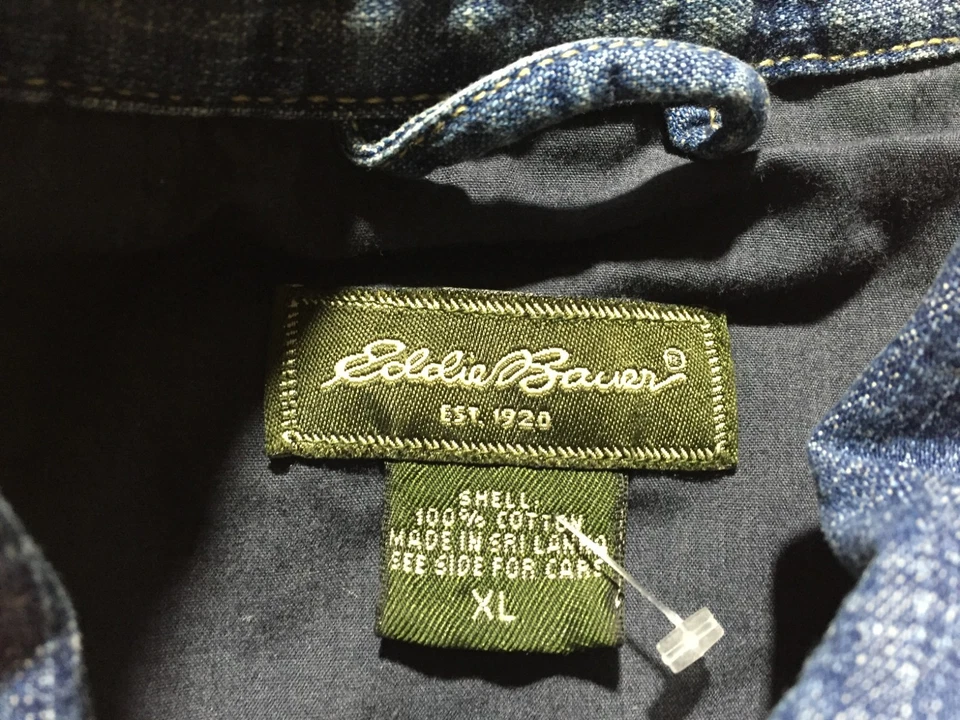 Eddie Bauer®
EST. 1920
SHELL:
100% COTTON
MADE IN SRI LANKA
SEE SIDE FOR CARE
XL